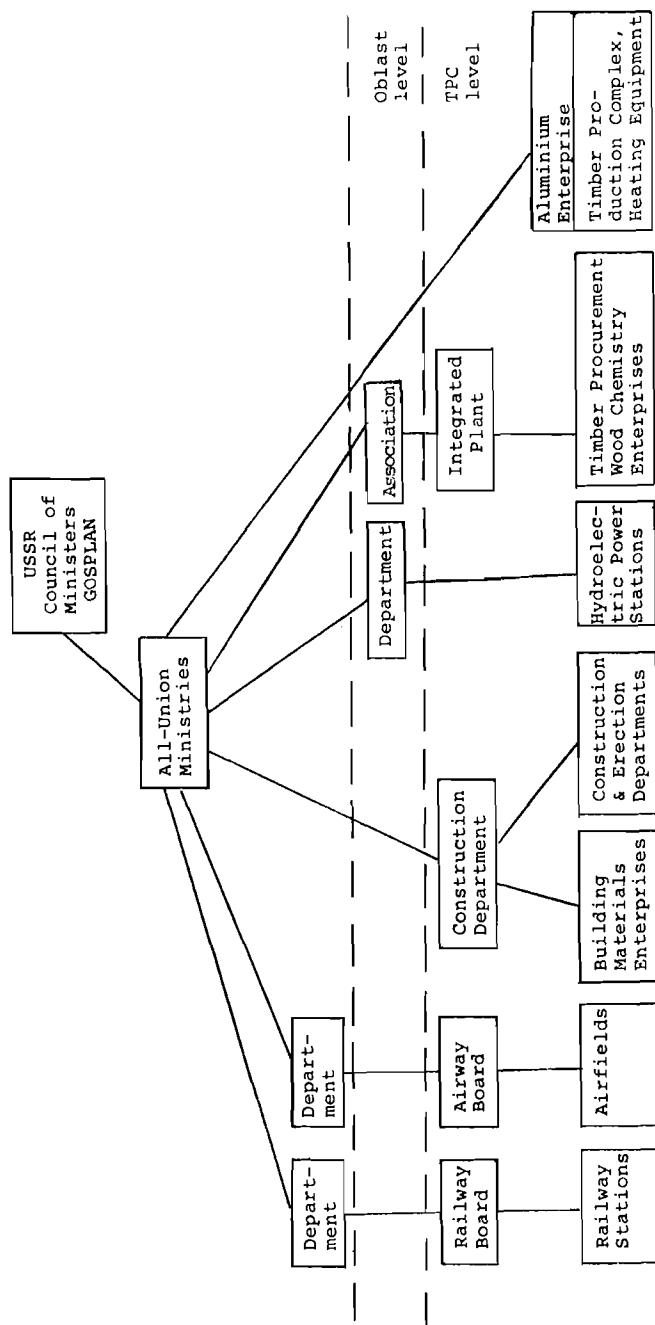 USSR
Council of
Ministers
GOSPLAN
All-Union
Ministries
Depart-
ment
Depart-
ment
Oblast
level
Department
Association
TPC
level
Railway
Board
Airway
Board
Construction
Department
Integrated
Plant
Railway
Stations
Airfields
Building
Materials
Enterprises
Construction
& Erection
Departments
Hydroelec-
tric Power
Stations
Timber Procurement
Wood Chemistry
Enterprises
Aluminium
Enterprise
Timber Pro-
duction Complex,
Heating Equipment